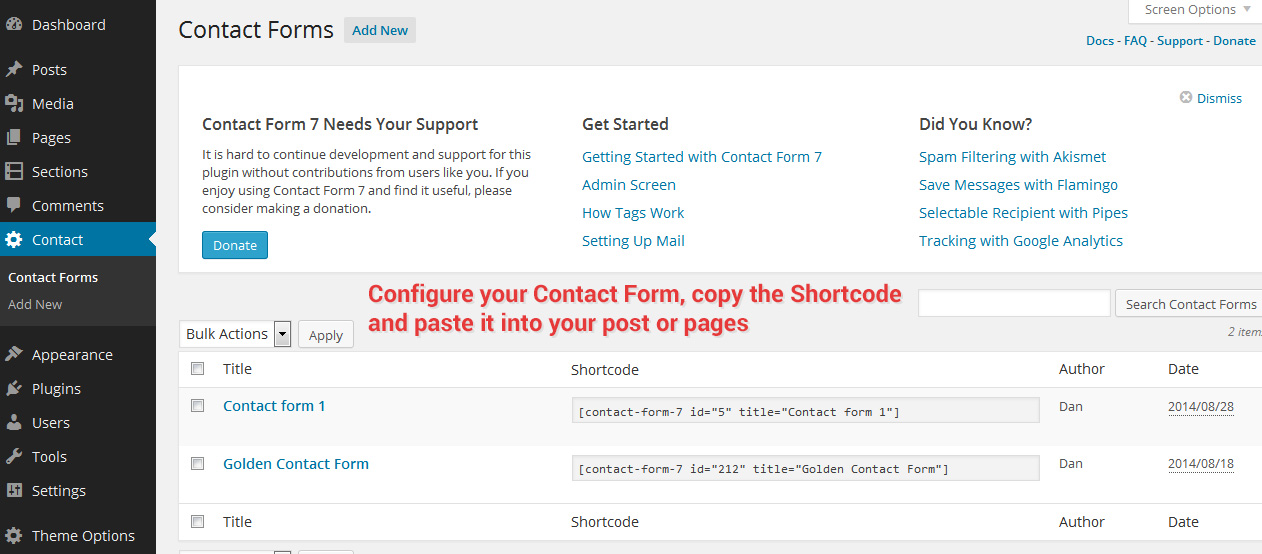 Dashboard
Posts
Media
Pages
Sections
Comments
Contact
Contact Forms
Add New
Appearance
Plugins
Users
Tools
Settings
Theme Options
Screen Options
Contact Forms Add New
Docs - FAQ - Support - Donate
Dismiss
Contact Form 7 Needs Your Support
It is hard to continue development and support for this
plugin without contributions from users like you. If you
enjoy using Contact Form 7 and find it useful, please
consider making a donation.
Donate
Get Started
Getting Started with Contact Form 7
Admin Screen
How Tags Work
Setting Up Mail
Did You Know?
Spam Filtering with Akismet
Save Messages with Flamingo
Selectable Recipient with Pipes
Tracking with Google Analytics
Configure your Contact Form, copy the Shortcode
and paste it into your post or pages
Search Contact Forms
Bulk Actions Apply
2 items
Title Shortcode Author Date
Contact form 1 [contact-form-7 id="5" title="Contact form 1"] Dan 2014/08/28
Golden Contact Form [contact-form-7 id="212" title="Golden Contact Form"] Dan 2014/08/18
Title Shortcode Author Date